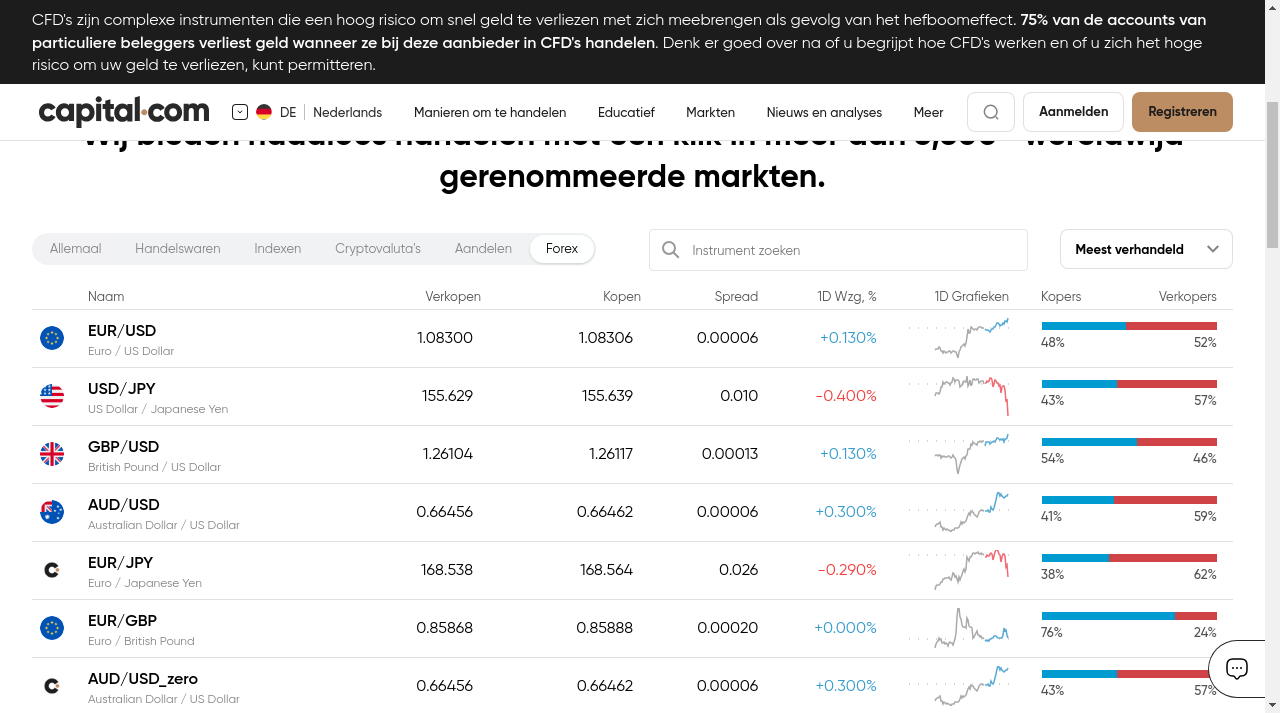 CFD's zijn complexe instrumenten die een hoog risico om snel geld te verliezen met zich meebrengen als gevolg van het hefboomeffect. 75% van de accounts van
particuliere beleggers verliest geld wanneer ze bij deze aanbieder in CFD's handelen. Denk er goed over na of u begrijpt hoe CFD's werken en of u zich het hoge
risico om uw geld te verliezen, kunt permitteren.
capital.com DE Nederlands Manieren om te handelen Educatief Markten Nieuws en analyses Meer Aanmelden Registreren
gerenommeerde markten.
Allemaal Handelswaren Indexen Cryptovaluta's Aandelen Forex Instrument zoeken Meest verhandeld
Naam Verkopen Kopen Spread 1D Wzg, % 1D Grafieken Kopers Verkopers
EUR/USD 1.08300 1.08306 0.00006 +0.130% 48% 52%
Euro / US Dollar
USD/JPY 155.629 155.639 0.010 -0.400% 43% 57%
US Dollar / Japanese Yen
GBP/USD 1.26104 1.26117 0.00013 +0.130% 54% 46%
British Pound / US Dollar
AUD/USD 0.66456 0.66462 0.00006 +0.300% 41% 59%
Australian Dollar / US Dollar
EUR/JPY 168.538 168.564 0.026 -0.290% 38% 62%
Euro / Japanese Yen
EUR/GBP 0.85868 0.85888 0.00020 +0.000% 76% 24%
Euro / British Pound
AUD/USD_zero 0.66456 0.66462 0.00006 +0.300% 43% 57%
Australian Dollar / US Dollar